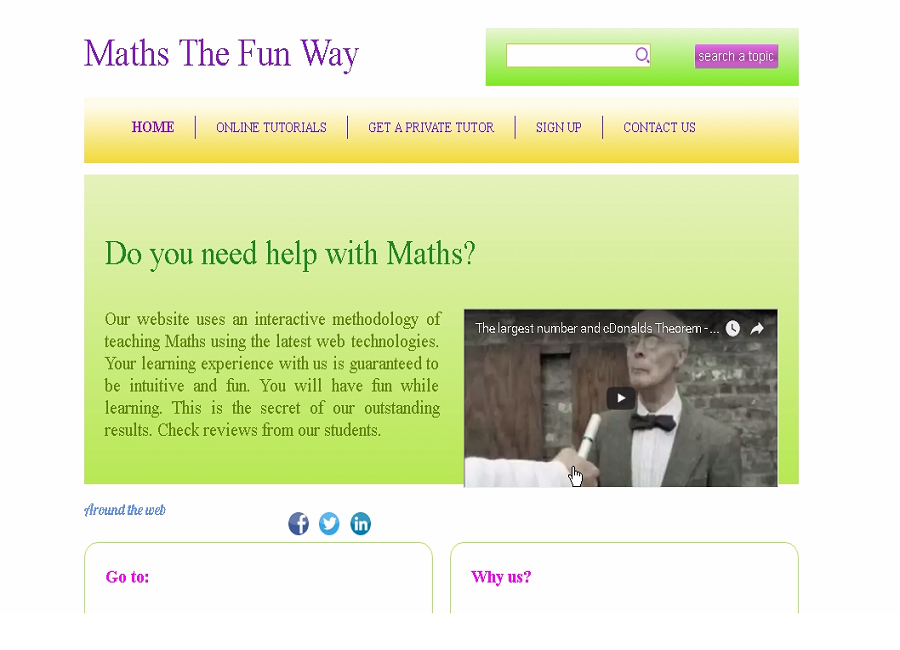 Maths The Fun Way
search a topic
HOME
ONLINE TUTORIALS
GET A PRIVATE TUTOR
SIGN UP
CONTACT US
Do you need help with Maths?
Our website uses an interactive methodology of
teaching Maths using the latest web technologies.
Your learning experience with us is guaranteed to
be intuitive and fun. You will have fun while
learning. This is the secret of our outstanding
results. Check reviews from our students.
The largest number and cDonalds Theorem - ...
Around the web
f
in
Go to:
Why us?